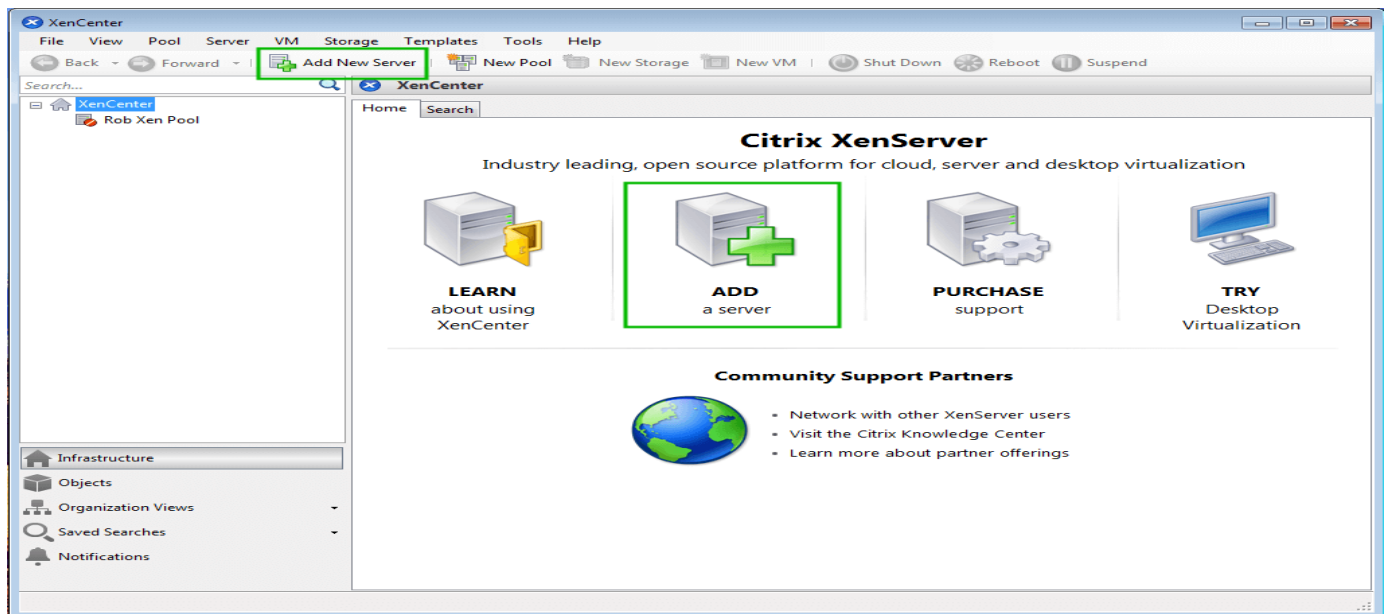 XenCenter
File View Pool Server VM Storage Templates Tools Help
Back Forward Add New Server New Pool New Storage New VM Shut Down Reboot Suspend
Search...
XenCenter
XenCenter
Rob Xen Pool
Home Search
Citrix XenServer
Industry leading, open source platform for cloud, server and desktop virtualization
LEARN
about using
XenCenter
ADD
a server
PURCHASE
support
TRY
Desktop
Virtualization
Community Support Partners
Network with other XenServer users
Visit the Citrix Knowledge Center
Learn more about partner offerings
Infrastructure
Objects
Organization Views
Saved Searches
Notifications